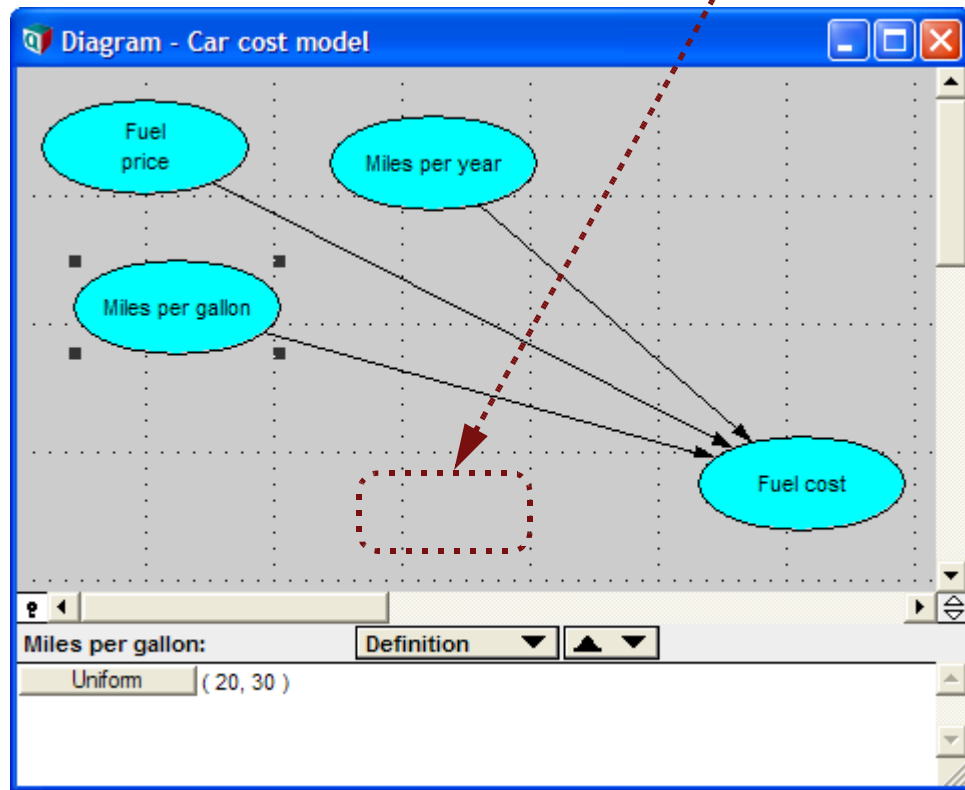 Diagram - Car cost model
Fuel
price
Miles per year
Miles per gallon
Fuel cost
?
Miles per gallon:
Definition
Uniform
( 20, 30 )